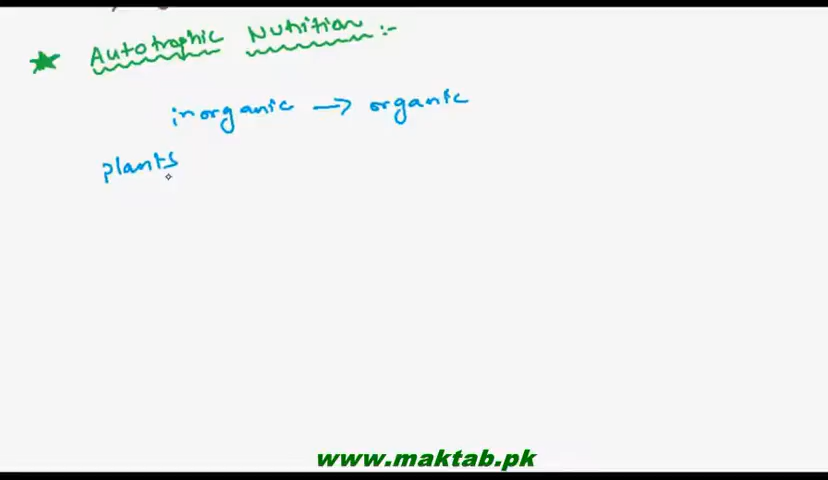 ★ Autotrophic Nutrition :-
inorganic → organic
plants
www.maktab.pk